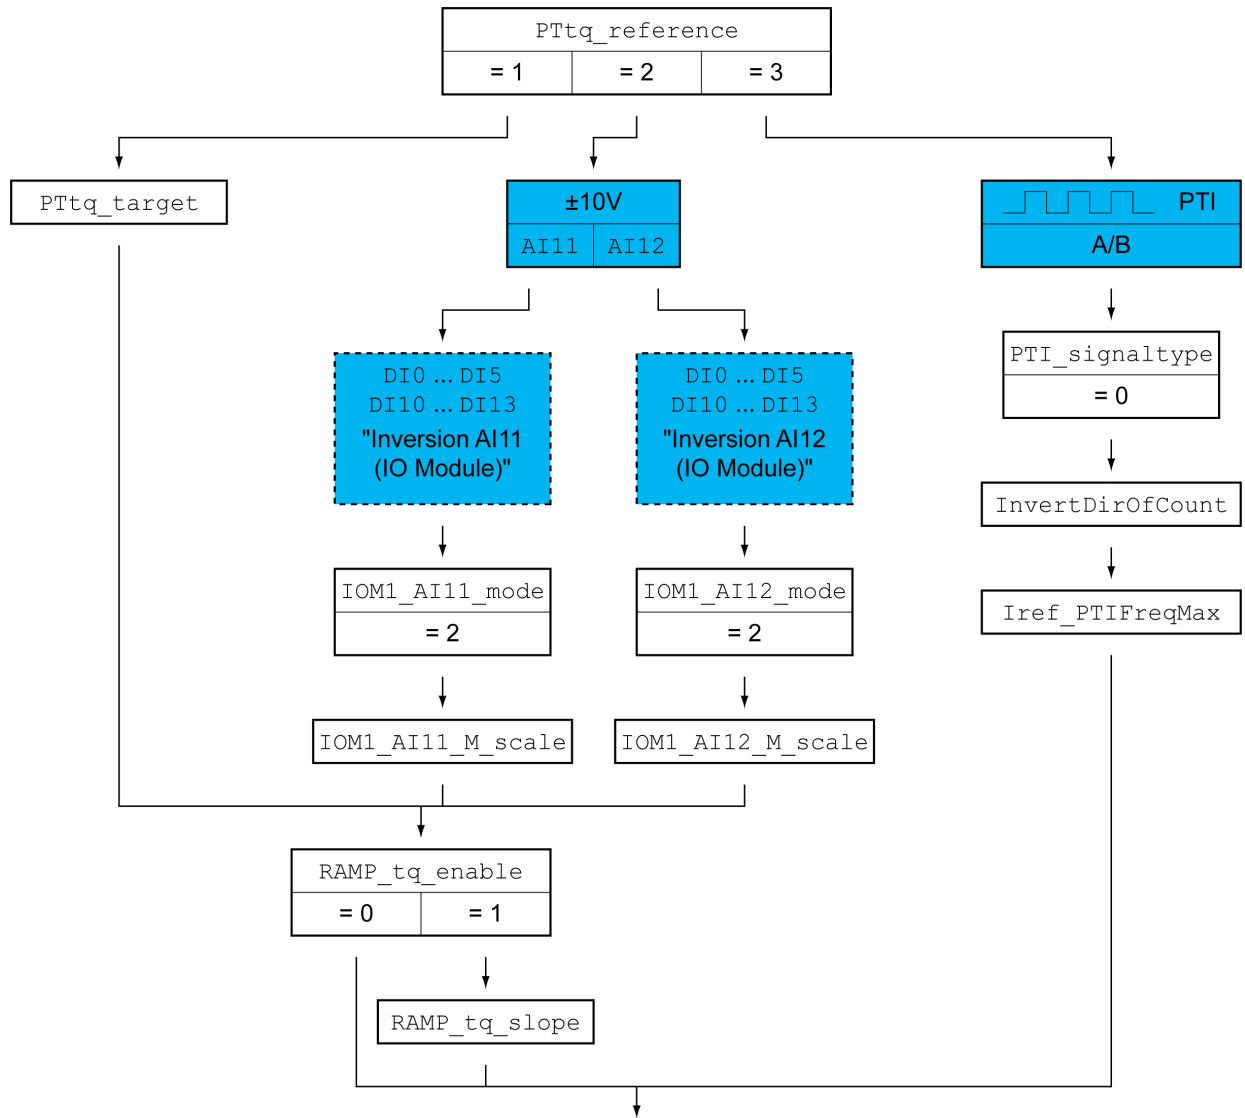 PTtq_reference
= 1
= 2
= 3
PTtq_target
±10V
AI11
AI12
PTI
A/B
DI0 ... DI5
DI10 ... DI13
"Inversion AI11
(IO Module)"
DI0 ... DI5
DI10 ... DI13
"Inversion AI12
(IO Module)"
PTI_signaltype
= 0
InvertDirOfCount
IOM1_AI11_mode
= 2
IOM1_AI12_mode
= 2
Iref_PTIFreqMax
IOM1_AI11_M_scale
IOM1_AI12_M_scale
RAMP_tq_enable
= 0
= 1
RAMP_tq_slope